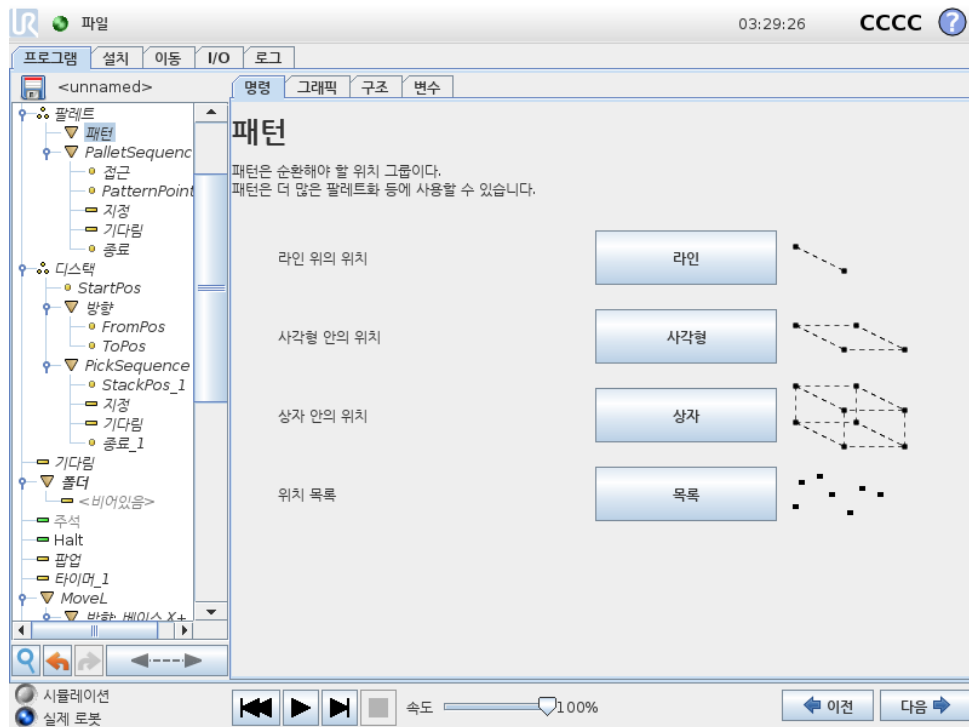 UR 파일 03:29:26 CCCC ?
프로그램 설치 이동 I/O 로그
<unnamed>
명령 그래픽 구조 변수
팔레트
패턴
PalletSequenc
접근
PatternPoint
지정
기다림
종료
디스택
StartPos
방향
FromPos
ToPos
PickSequence
StackPos_1
지정
기다림
종료_1
기다림
폴더
<비어있음>
주석
Halt
팝업
타이머_1
MoveL
방향: 베이스 X+
패턴
패턴은 순환해야 할 위치 그룹이다.
패턴은 더 많은 팔레트화 등에 사용할 수 있습니다.
라인 위의 위치 라인
사각형 안의 위치 사각형
상자 안의 위치 상자
위치 목록 목록
시뮬레이션
실제 로봇
속도 100%
이전 다음